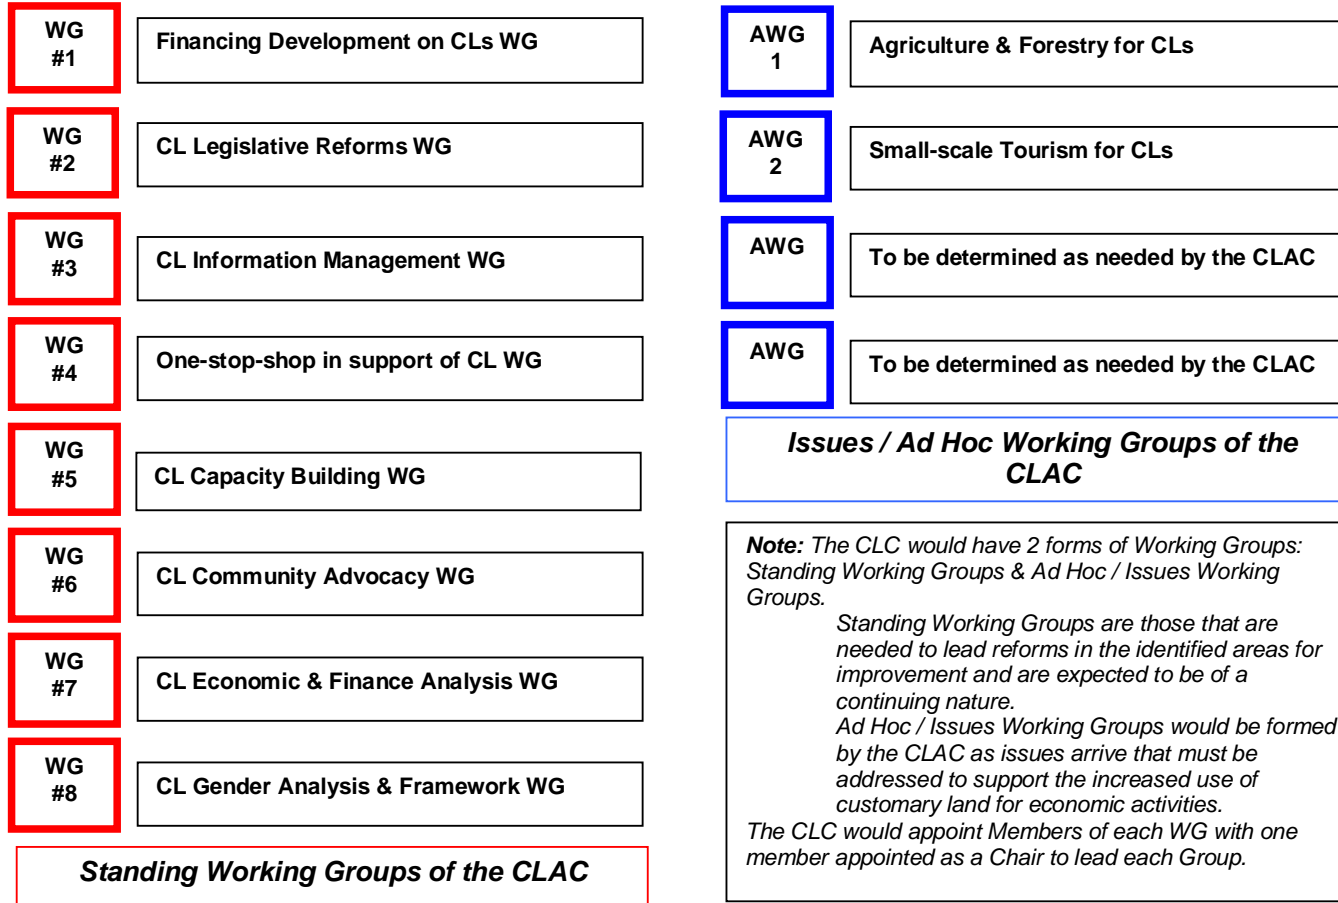 WG
#1
Financing Development on CLs WG
WG
#2
CL Legislative Reforms WG
WG
#3
CL Information Management WG
WG
#4
One-stop-shop in support of CL WG
WG
#5
CL Capacity Building WG
WG
#6
CL Community Advocacy WG
WG
#7
CL Economic & Finance Analysis WG
WG
#8
CL Gender Analysis & Framework WG
Standing Working Groups of the CLAC
AWG
1
Agriculture & Forestry for CLs
AWG
2
Small-scale Tourism for CLs
AWG
To be determined as needed by the CLAC
AWG
To be determined as needed by the CLAC
Issues / Ad Hoc Working Groups of the
CLAC
Note: The CLC would have 2 forms of Working Groups:
Standing Working Groups & Ad Hoc / Issues Working
Groups.
Standing Working Groups are those that are
needed to lead reforms in the identified areas for
improvement and are expected to be of a
continuing nature.
Ad Hoc / Issues Working Groups would be formed
by the CLAC as issues arrive that must be
addressed to support the increased use of
customary land for economic activities.
The CLC would appoint Members of each WG with one
member appointed as a Chair to lead each Group.